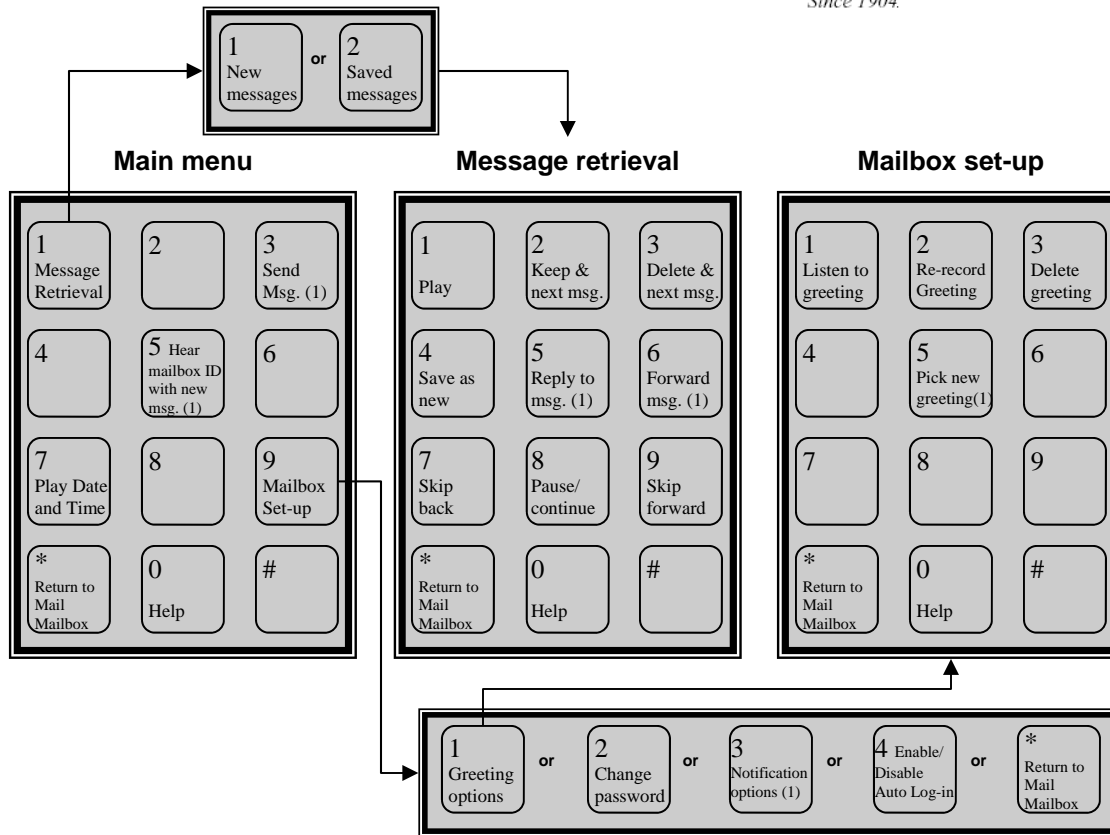 Since 1904.
1
New
messages
or
2
Saved
messages
Main menu
Message retrieval
Mailbox set-up
1
Message
Retrieval
2
3
Send
Msg. (1)
4
5 Hear
mailbox ID
with new
msg. (1)
6
7
Play Date
and Time
8
9
Mailbox
Set-up
*
Return to
Mail
Mailbox
0
Help
#
1
Play
2
Keep &
next msg.
3
Delete &
next msg.
4
Save as
new
5
Reply to
msg. (1)
6
Forward
msg. (1)
7
Skip
back
8
Pause/
continue
9
Skip
forward
*
Return to
Mail
Mailbox
0
Help
#
1
Listen to
greeting
2
Re-record
Greeting
3
Delete
greeting
4
5
Pick new
greeting(1)
6
7
8
9
*
Return to
Mail
Mailbox
0
Help
#
1
Greeting
options
or
2
Change
password
or
3
Notification
options (1)
or
4 Enable/
Disable
Auto Log-in
or
*
Return to
Mail
Mailbox